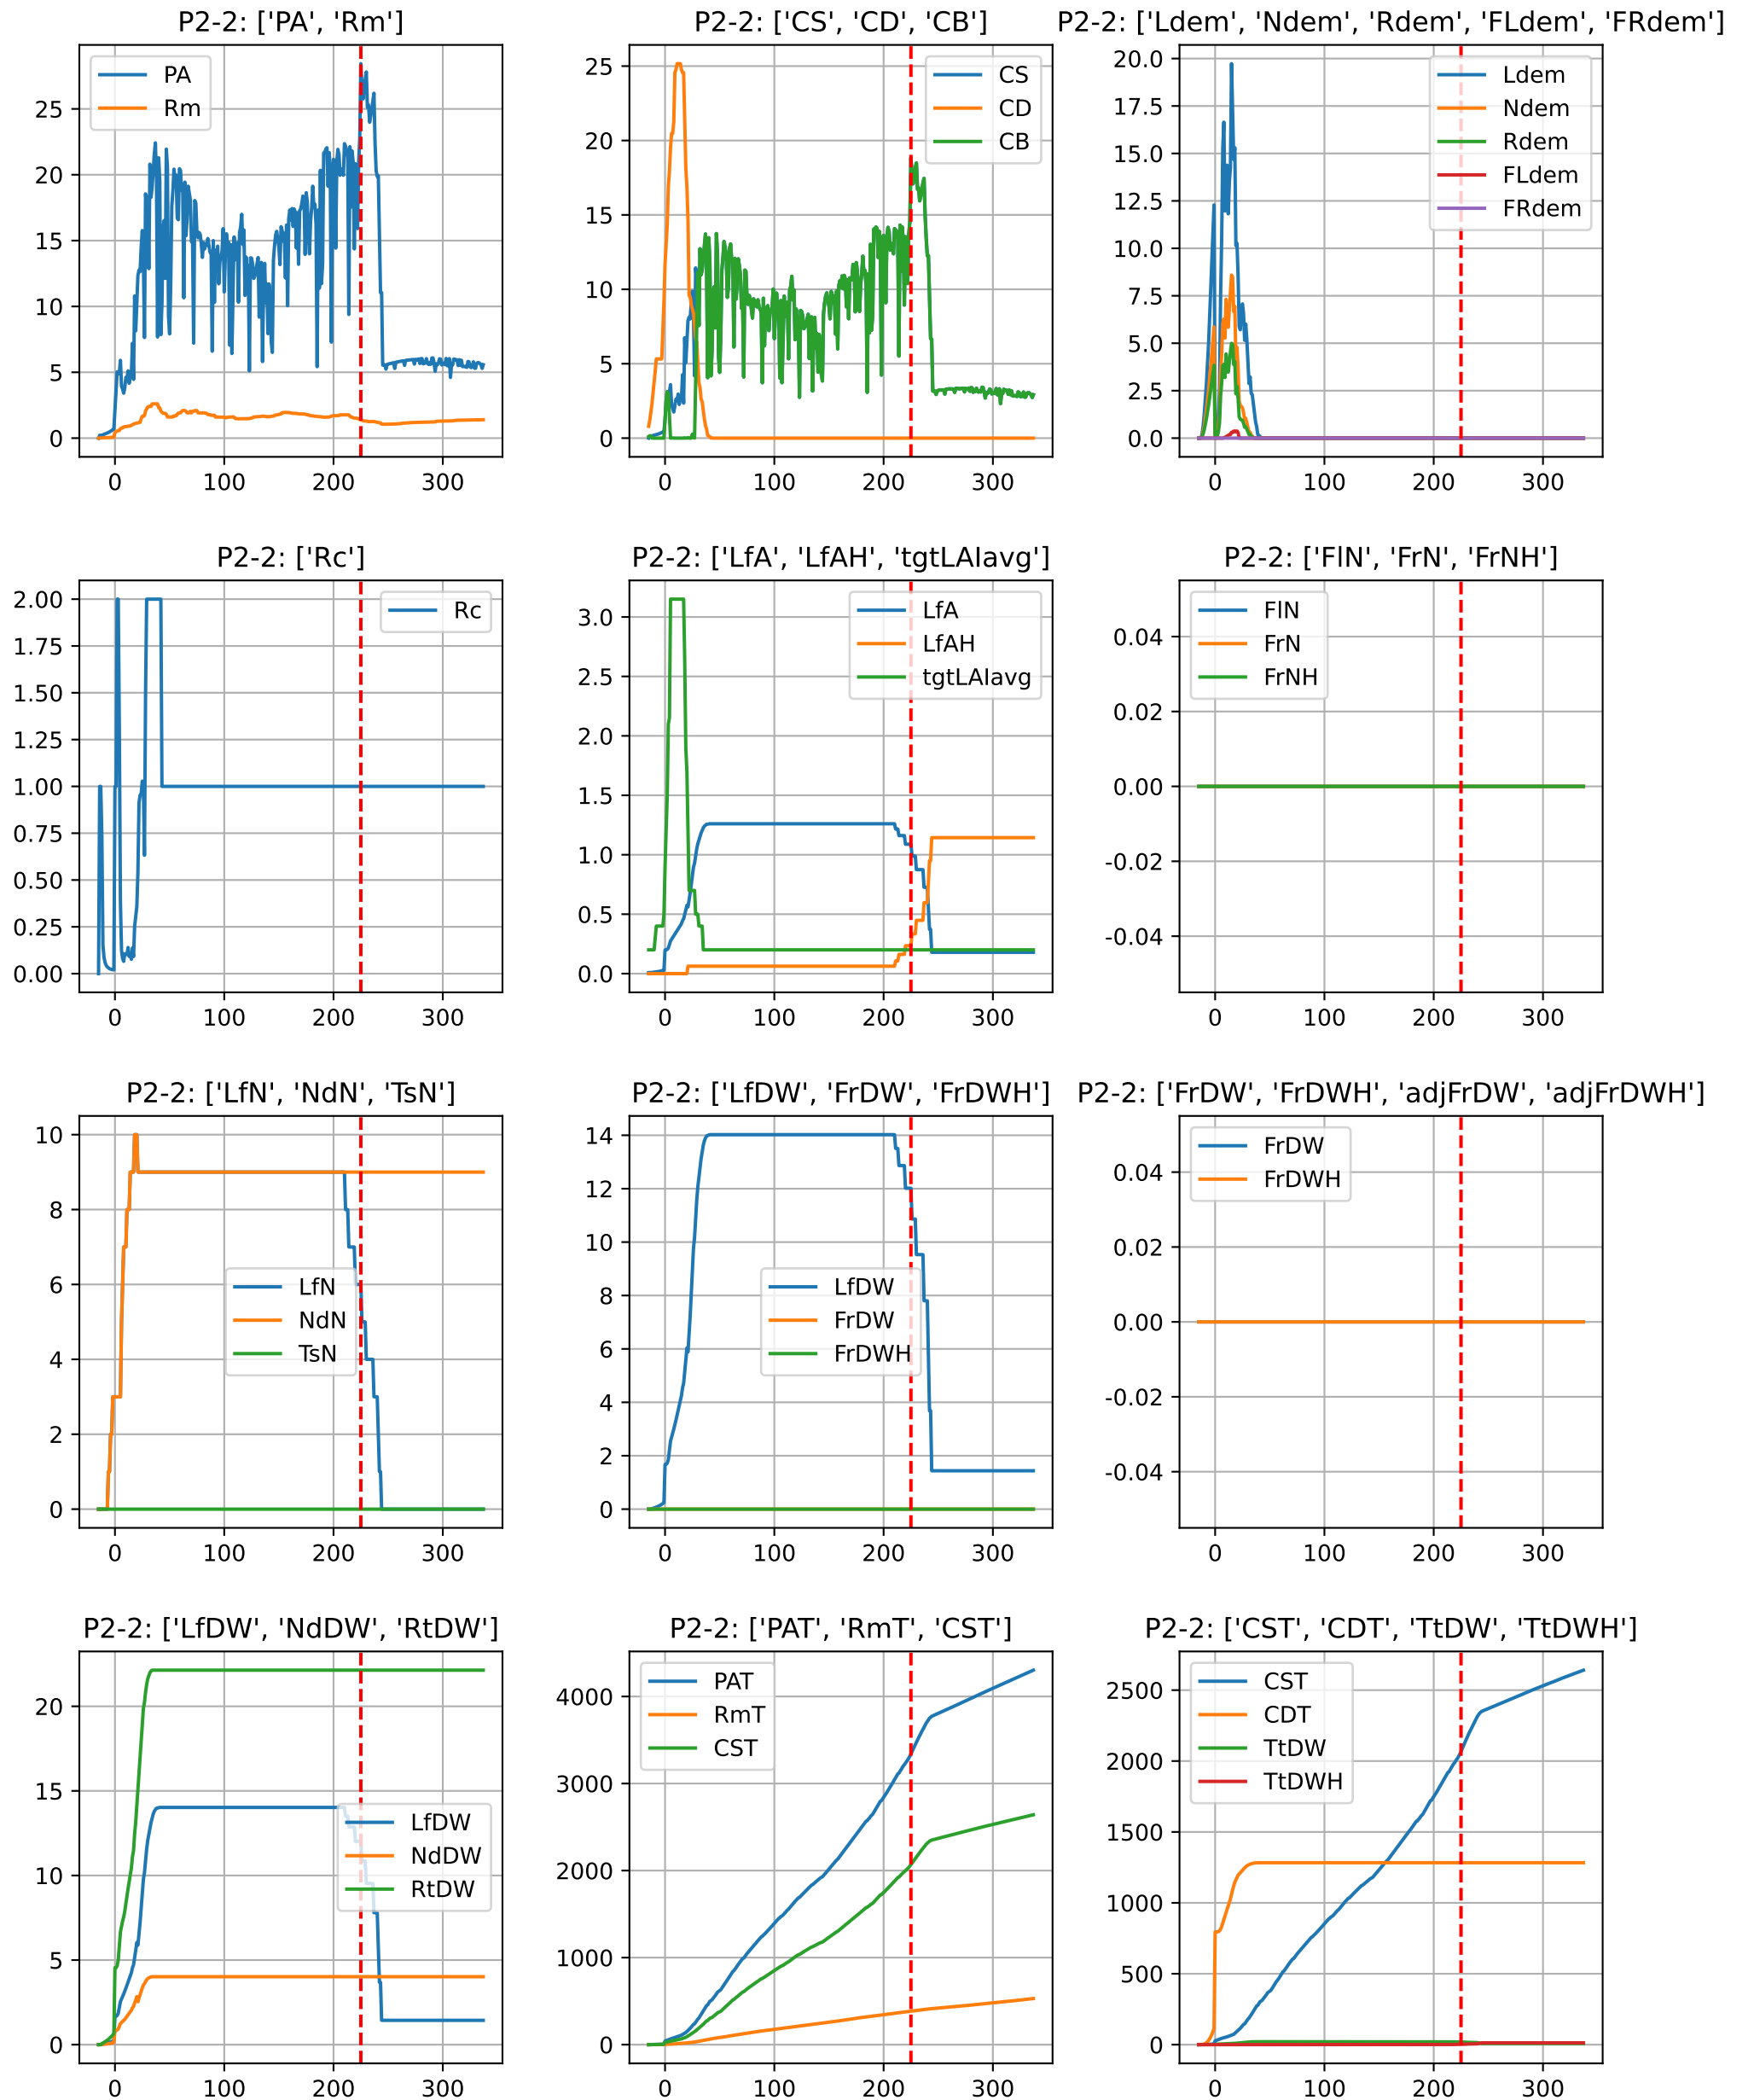 P2-2: ['PA', 'Rm']
PA
Rm
25
20
15
10
5
0
0 100 200 300
P2-2: ['CS', 'CD', 'CB']
CS
CD
CB
25
20
15
10
5
0
0 100 200 300
P2-2: ['Ldem', 'Ndem', 'Rdem', 'FLdem', 'FRdem']
Ldem
Ndem
Rdem
FLdem
FRdem
20.0
17.5
15.0
12.5
10.0
7.5
5.0
2.5
0.0
0 100 200 300
P2-2: ['Rc']
Rc
2.00
1.75
1.50
1.25
1.00
0.75
0.50
0.25
0.00
0 100 200 300
P2-2: ['LfA', 'LfAH', 'tgtLAIavg']
LfA
LfAH
tgtLAIavg
3.0
2.5
2.0
1.5
1.0
0.5
0.0
0 100 200 300
P2-2: ['FlN', 'FrN', 'FrNH']
FlN
FrN
FrNH
0.04
0.02
0.00
-0.02
-0.04
0 100 200 300
P2-2: ['LfN', 'NdN', 'TsN']
LfN
NdN
TsN
10
8
6
4
2
0
0 100 200 300
P2-2: ['LfDW', 'FrDW', 'FrDWH']
LfDW
FrDW
FrDWH
14
12
10
8
6
4
2
0
0 100 200 300
P2-2: ['FrDW', 'FrDWH', 'adjFrDW', 'adjFrDWH']
FrDW
FrDWH
0.04
0.02
0.00
-0.02
-0.04
0 100 200 300
P2-2: ['LfDW', 'NdDW', 'RtDW']
LfDW
NdDW
RtDW
20
15
10
5
0
0 100 200 300
P2-2: ['PAT', 'RmT', 'CST']
PAT
RmT
CST
4000
3000
2000
1000
0
0 100 200 300
P2-2: ['CST', 'CDT', 'TtDW', 'TtDWH']
CST
CDT
TtDW
TtDWH
2500
2000
1500
1000
500
0
0 100 200 300